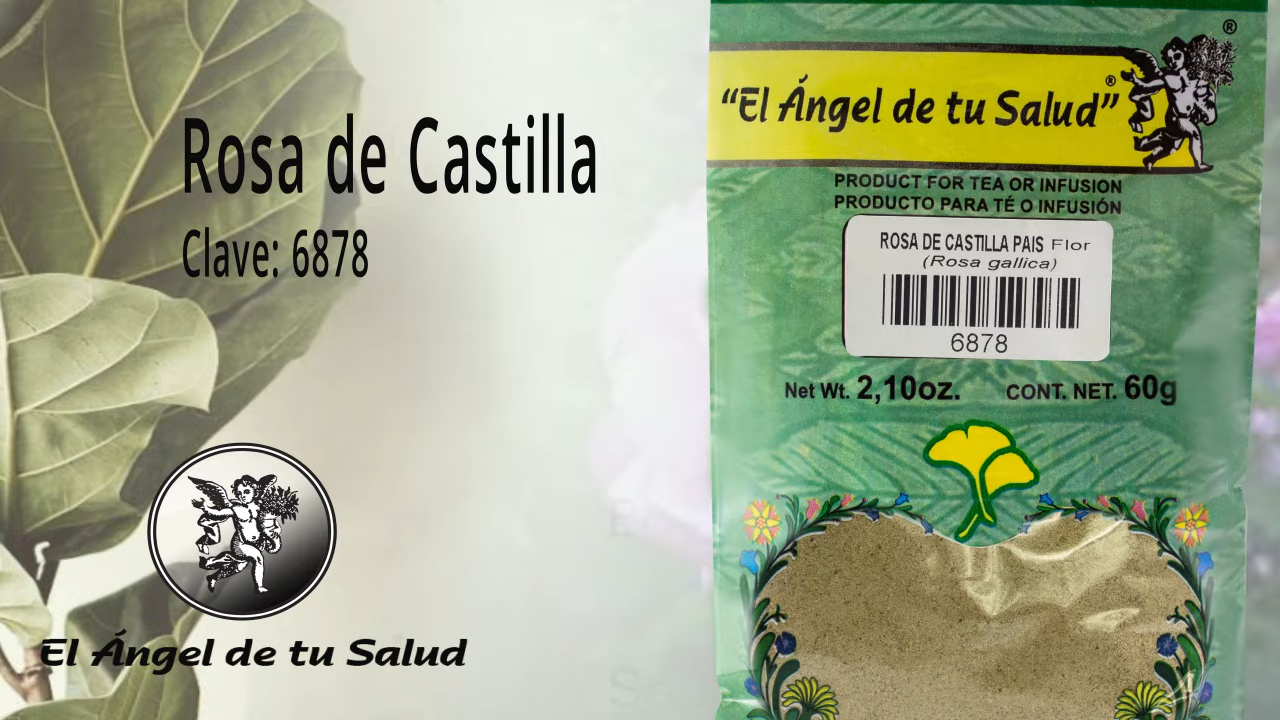 Rosa de Castilla
Clave: 6878
El Ángel de tu Salud
®
“El Ángel de tu Salud”®
PRODUCT FOR TEA OR INFUSION
PRODUCTO PARA TÉ O INFUSIÓN
ROSA DE CASTILLA PAIS Flor
(Rosa gallica)
6878
Net Wt. 2,10oz. CONT. NET. 60g